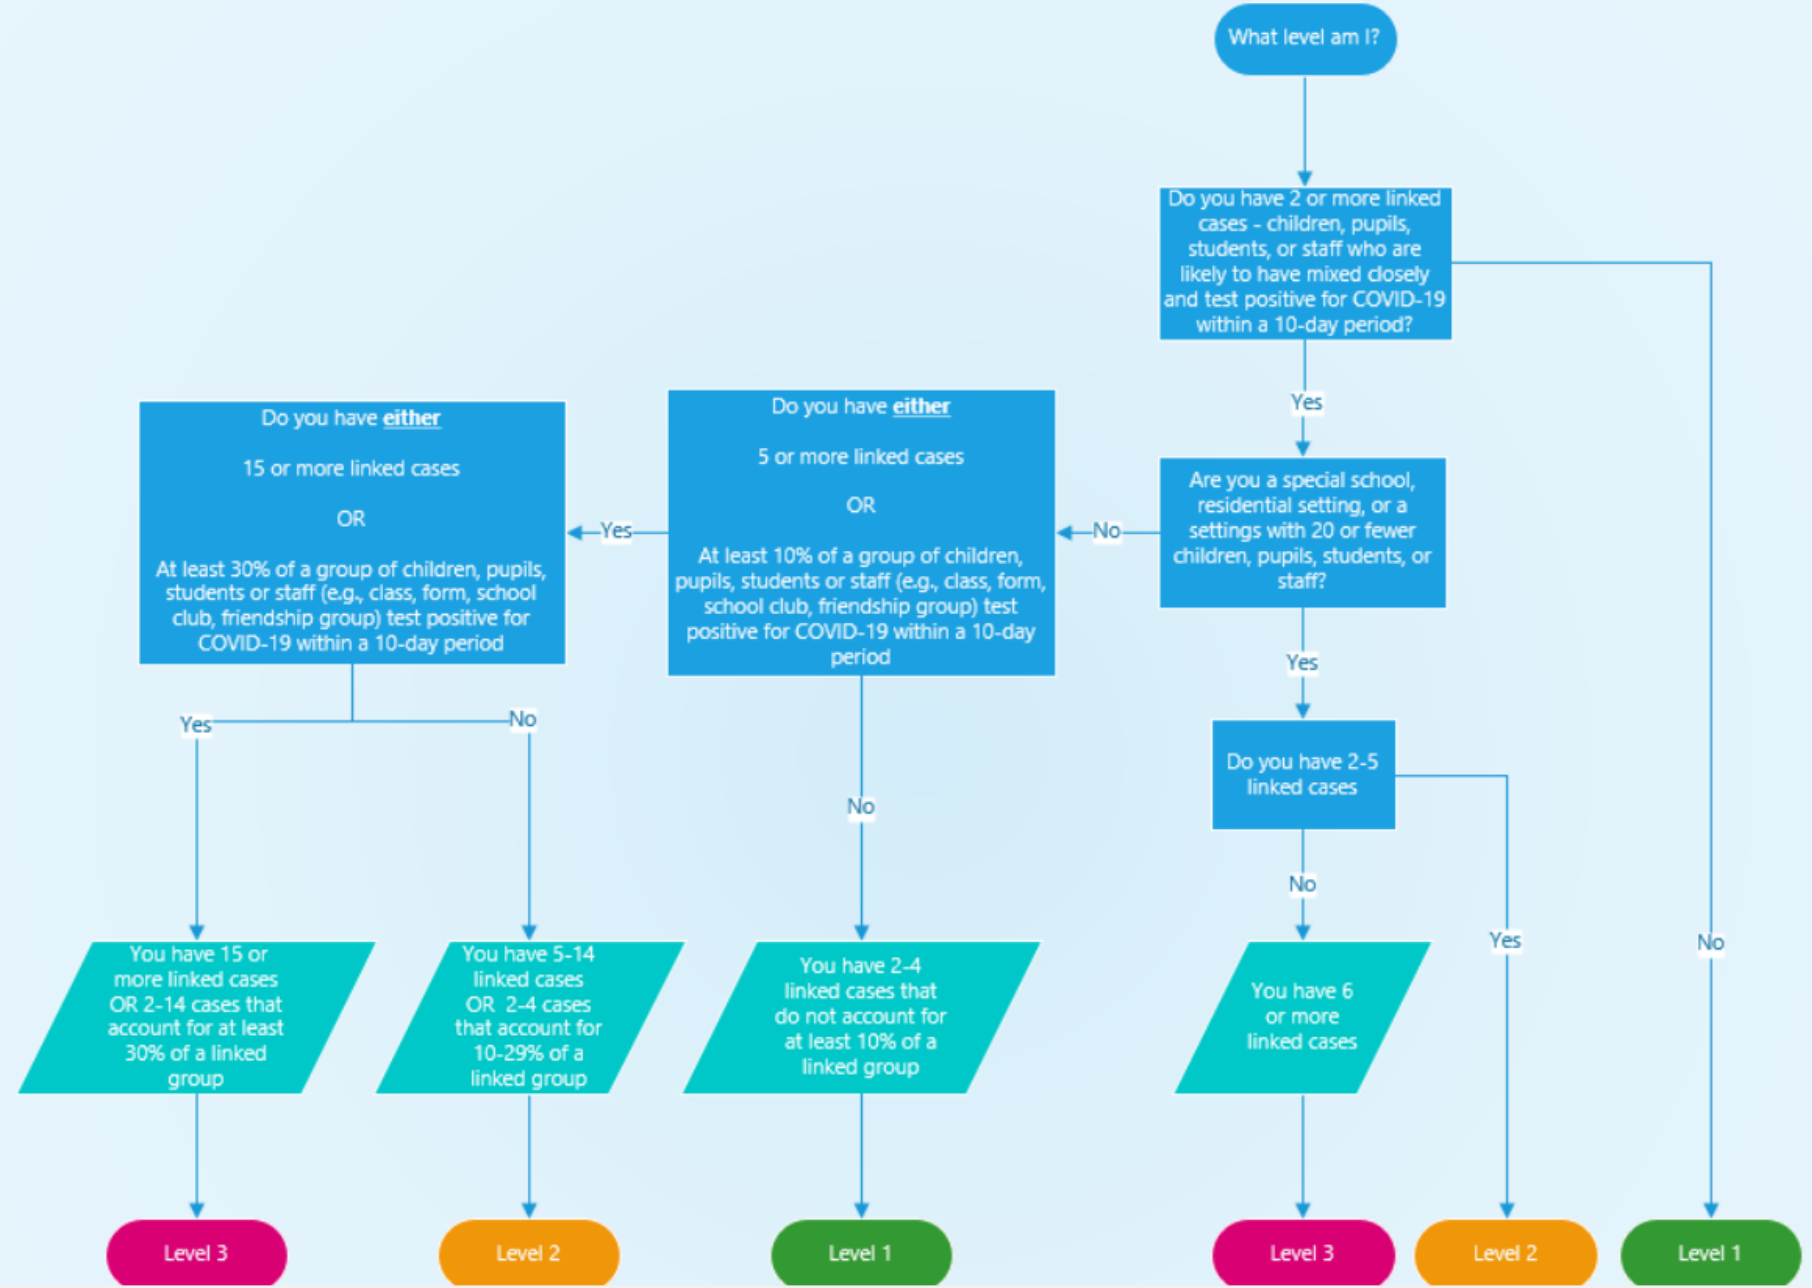 What level am I?
Do you have 2 or more linked
cases - children, pupils,
students, or staff who are
likely to have mixed closely
and test positive for COVID-19
within a 10-day period?
Yes
Do you have either
15 or more linked cases
OR
At least 30% of a group of children, pupils,
students or staff (e.g., class, form, school
club, friendship group) test positive for
COVID-19 within a 10-day period
Yes
Do you have either
5 or more linked cases
OR
At least 10% of a group of children,
pupils, students or staff (e.g., class, form,
school club, friendship group) test
positive for COVID-19 within a 10-day
period
No
Are you a special school,
residential setting, or a
settings with 20 or fewer
children, pupils, students, or
staff?
Yes
Yes
No
No
Do you have 2-5
linked cases
No
Yes
No
You have 15 or
more linked cases
OR 2-14 cases that
account for at least
30% of a linked
group
You have 5-14
linked cases
OR 2-4 cases
that account for
10-29% of a
linked group
You have 2-4
linked cases that
do not account for
at least 10% of a
linked group
You have 6
or more
linked cases
Level 3
Level 2
Level 1
Level 3
Level 2
Level 1